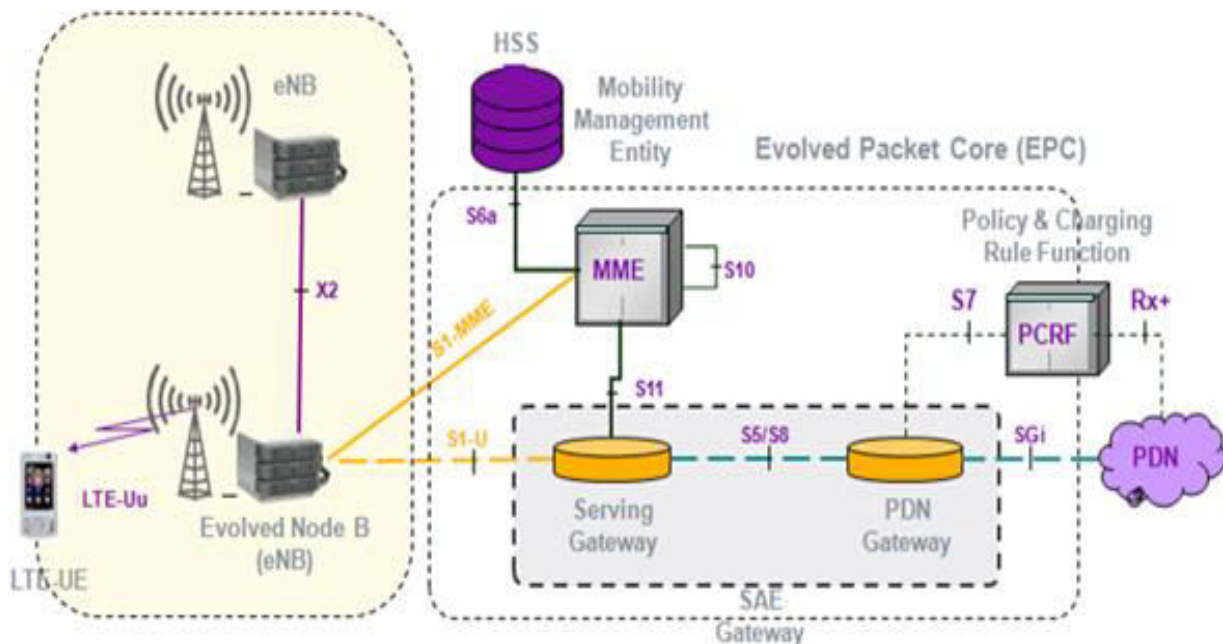 eNB
HSS
Mobility
Management
Entity
Evolved Packet Core (EPC)
S6a
MME
S10
Policy & Charging
Rule Function
S7
PCRF
Rx+
X2
S1-MME
S11
S1-U
S5/S8
SGi
PDN
LTE-Uu
Evolved Node B
(eNB)
LTE-UE
Serving
Gateway
PDN
Gateway
SAE
Gateway